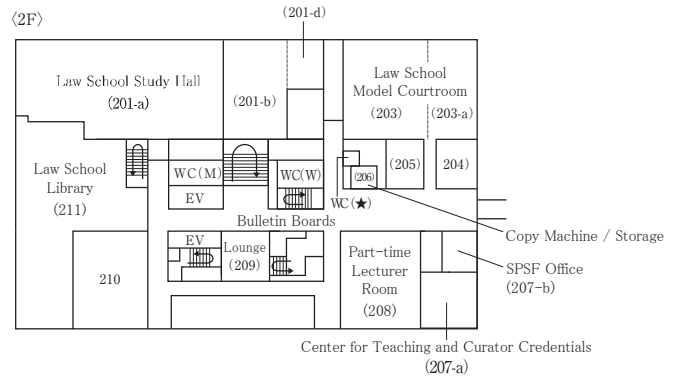 〈2F〉
(201-d)
Law School Study Hall
(201-a)
(201-b)
Law School
Model Courtroom
(203)
(203-a)
Law School
Library
(211)
WC(M)
EV
WC(W)
(206)
(205)
204
WC(★)
Bulletin Boards
Copy Machine / Storage
210
EV
Lounge
(209)
Part-time
Lecturer
Room
(208)
SPSF Office
(207-b)
Center for Teaching and Curator Credentials
(207-a)